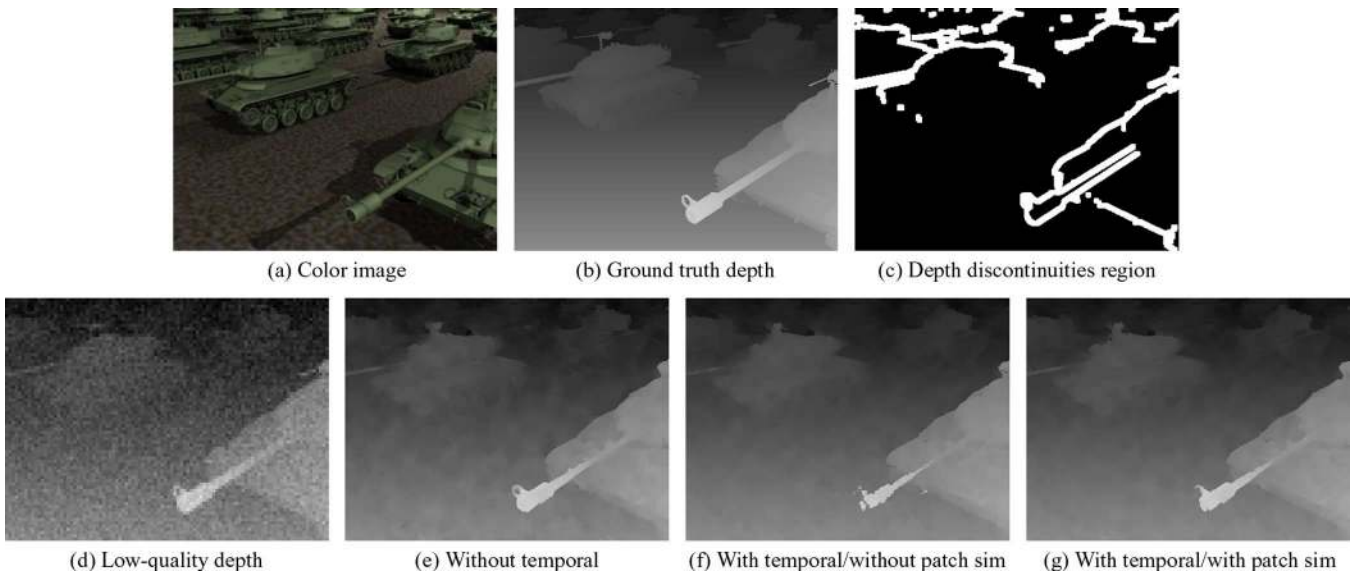 (a) Color image
(b) Ground truth depth
(c) Depth discontinuities region
(d) Low-quality depth
(e) Without temporal
(f) With temporal/without patch sim
(g) With temporal/with patch sim